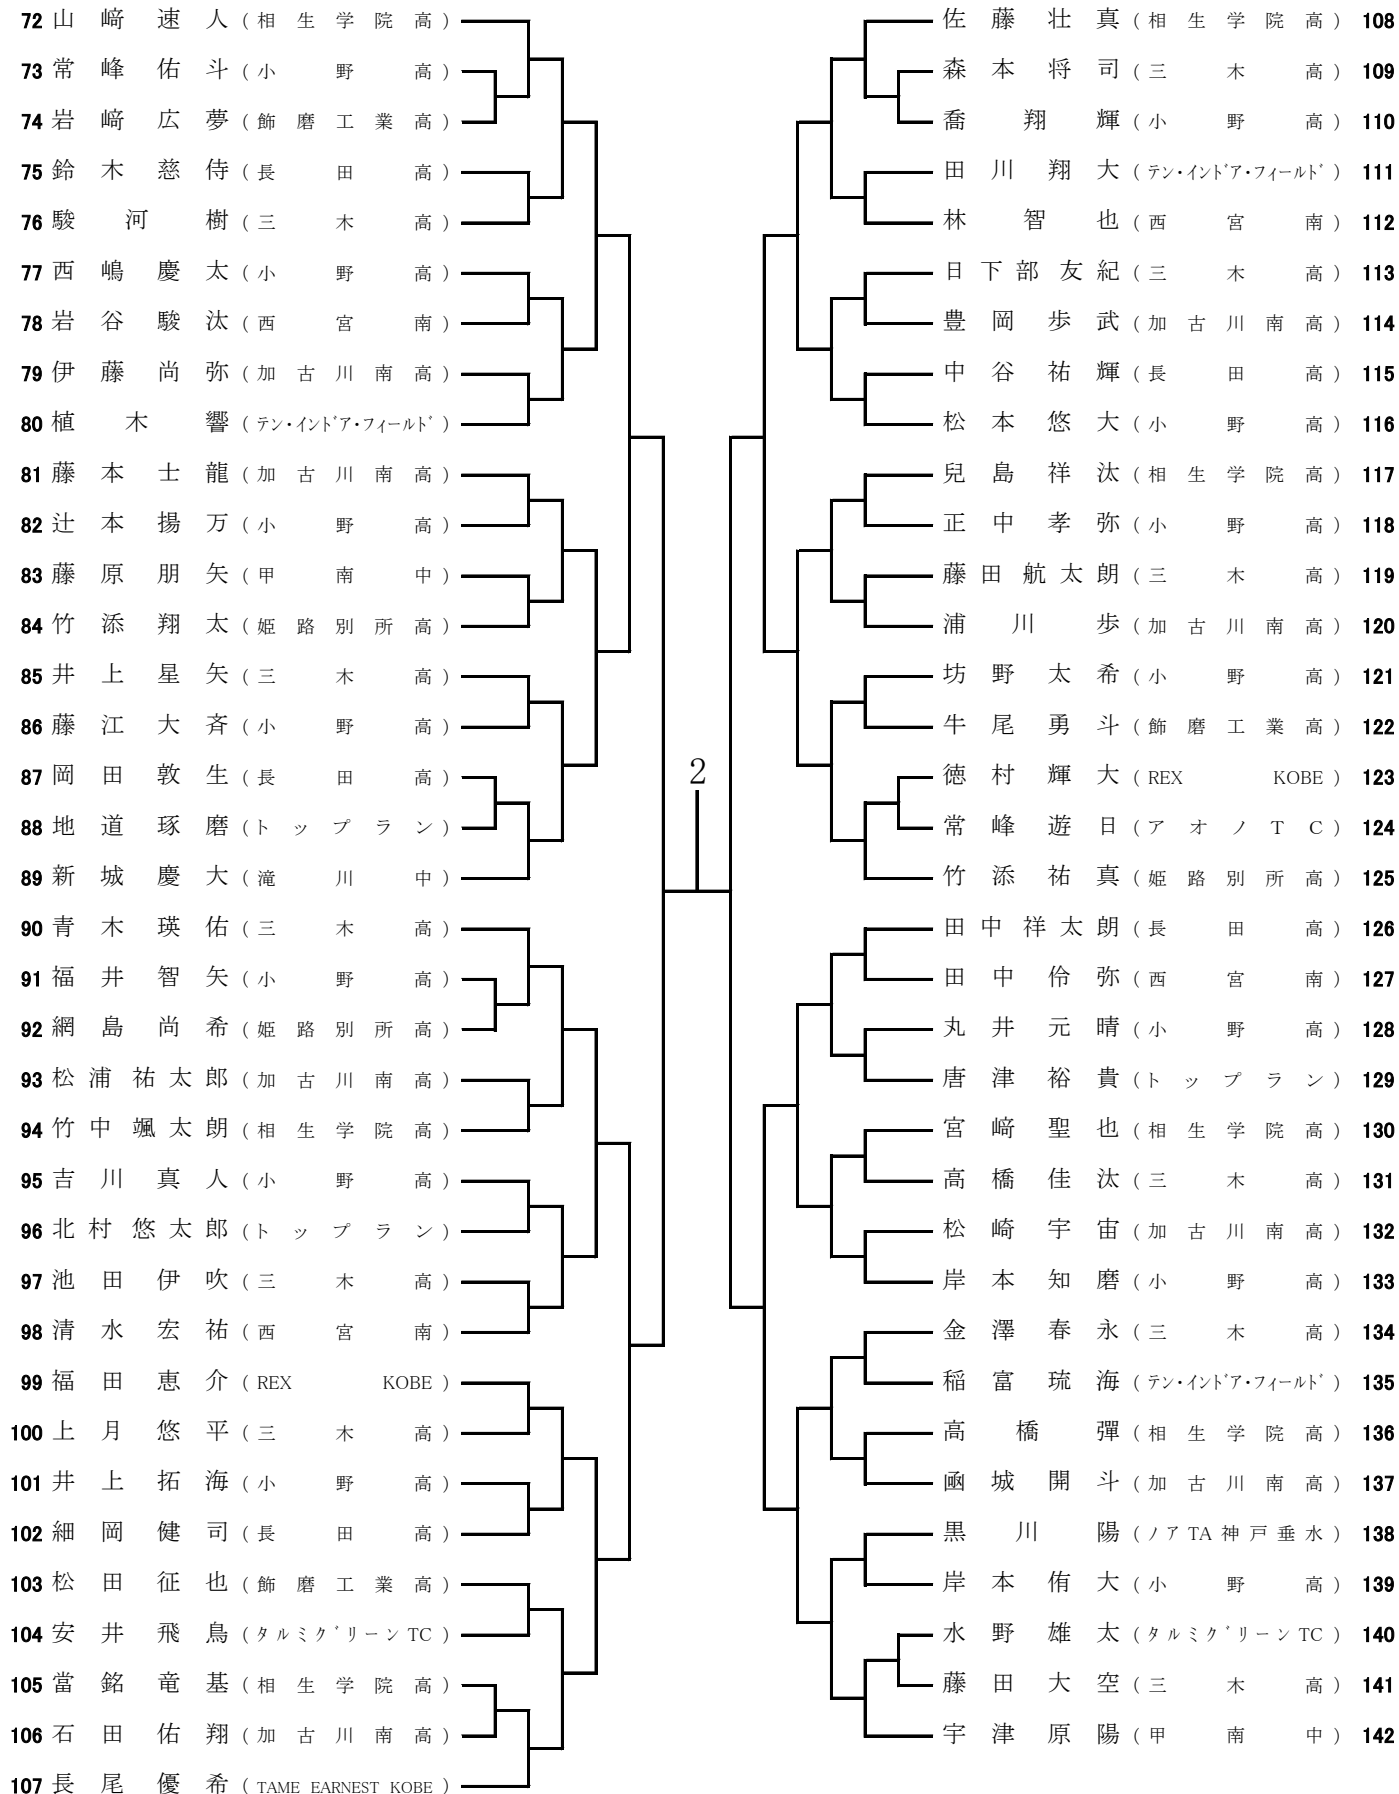 72 山﨑速人 (相生学院高)
73 常峰佑斗 (小野高)
74 岩﨑広夢 (飾磨工業高)
75 鈴木慈侍 (長田高)
76 駿河樹 (三木高)
77 西嶋慶太 (小野高)
78 岩谷駿汰 (西宮南)
79 伊藤尚弥 (加古川南高)
80 植木響 (テン・インドア・フィールド)
81 藤本士龍 (加古川南高)
82 辻本揚万 (小野高)
83 藤原朋矢 (甲南中)
84 竹添翔太 (姫路別所高)
85 井上星矢 (三木高)
86 藤江大斉 (小野高)
87 岡田敦生 (長田高)
88 地道琢磨 (トップラン)
89 新城慶大 (滝川中)
90 青木瑛佑 (三木高)
91 福井智矢 (小野高)
92 網島尚希 (姫路別所高)
93 松浦祐太郎 (加古川南高)
94 竹中颯太朗 (相生学院高)
95 吉川真人 (小野高)
96 北村悠太郎 (トップラン)
97 池田伊吹 (三木高)
98 清水宏祐 (西宮南)
99 福田恵介 (REX KOBE)
100 上月悠平 (三木高)
101 井上拓海 (小野高)
102 細岡健司 (長田高)
103 松田征也 (飾磨工業高)
104 安井飛鳥 (タルミグリーンTC)
105 當銘竜基 (相生学院高)
106 石田佑翔 (加古川南高)
107 長尾優希 (TAME EARNEST KOBE)
2
佐藤壮真 (相生学院高) 108
森本将司 (三木高) 109
喬翔輝 (小野高) 110
田川翔大 (テン・インドア・フィールド) 111
林智也 (西宮南) 112
日下部友紀 (三木高) 113
豊岡歩武 (加古川南高) 114
中谷祐輝 (長田高) 115
松本悠大 (小野高) 116
兒島祥汰 (相生学院高) 117
正中孝弥 (小野高) 118
藤田航太朗 (三木高) 119
浦川歩 (加古川南高) 120
坊野太希 (小野高) 121
牛尾勇斗 (飾磨工業高) 122
徳村輝大 (REX KOBE) 123
常峰遊日 (アオノTC) 124
竹添祐真 (姫路別所高) 125
田中祥太朗 (長田高) 126
田中伶弥 (西宮南) 127
丸井元晴 (小野高) 128
唐津裕貴 (トップラン) 129
宮﨑聖也 (相生学院高) 130
高橋佳汰 (三木高) 131
松崎宇宙 (加古川南高) 132
岸本知磨 (小野高) 133
金澤春永 (三木高) 134
稲富琉海 (テン・インドア・フィールド) 135
高橋彈 (相生学院高) 136
凾城開斗 (加古川南高) 137
黒川陽 (ノアTA神戸垂水) 138
岸本侑大 (小野高) 139
水野雄太 (タルミグリーンTC) 140
藤田大空 (三木高) 141
宇津原陽 (甲南中) 142